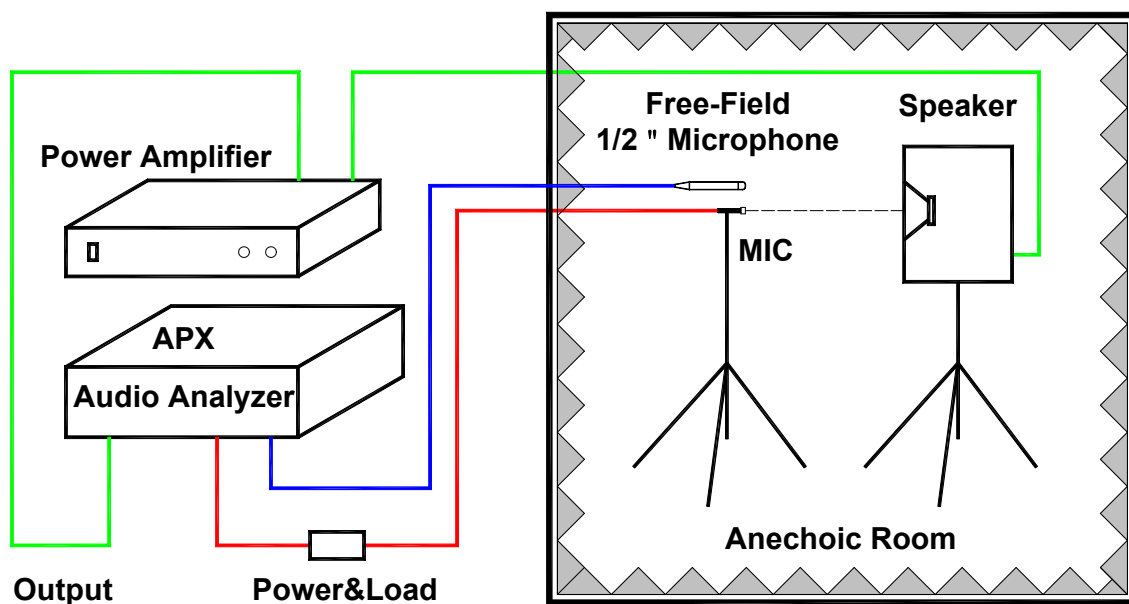 Free-Field
1/2 " Microphone
Speaker
Power Amplifier
MIC
APX
Audio Analyzer
Anechoic Room
Output
Power&Load